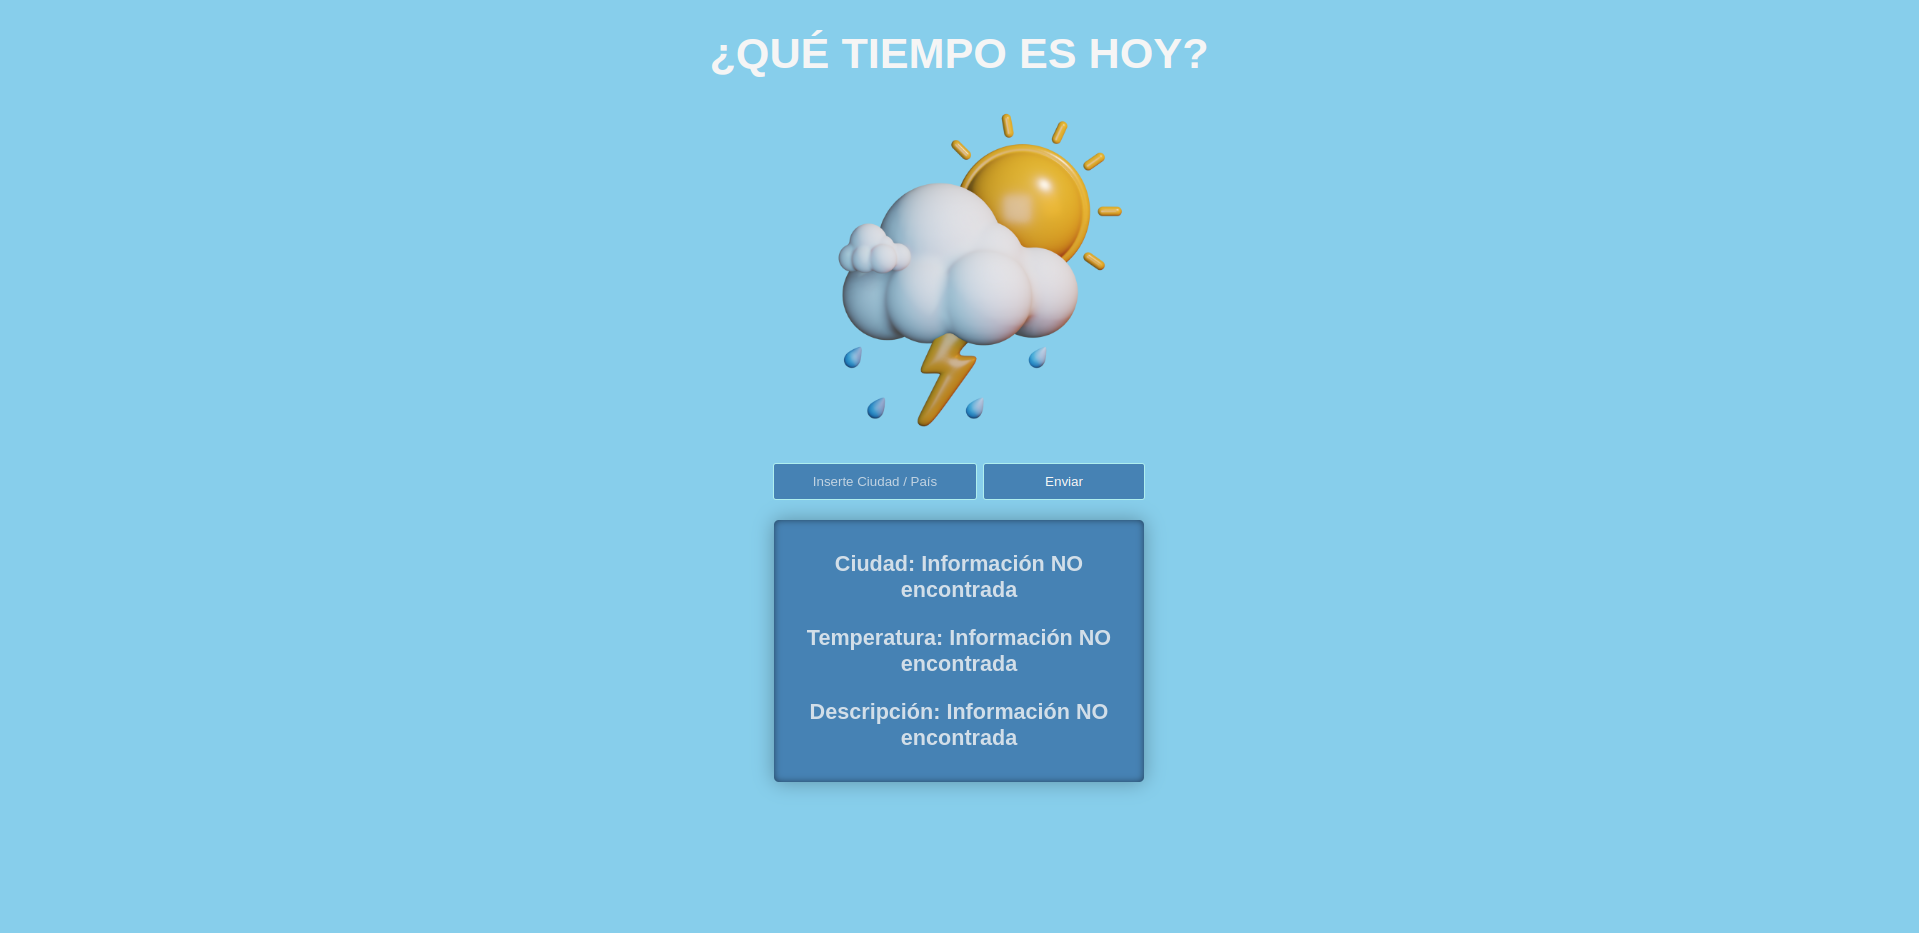 ¿QUÉ TIEMPO ES HOY?
Inserte Ciudad / País
Enviar
Ciudad: Información NO
encontrada
Temperatura: Información NO
encontrada
Descripción: Información NO
encontrada